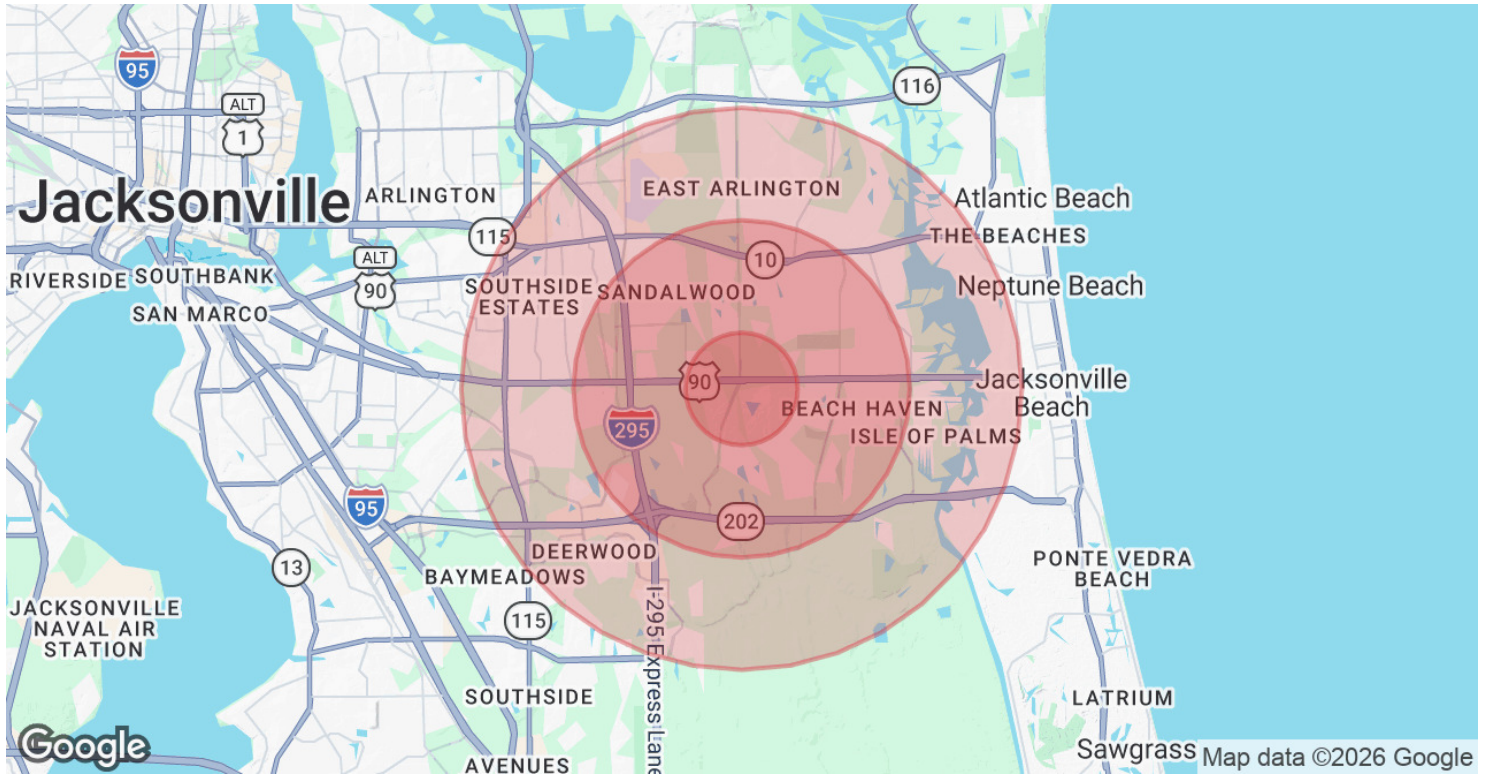 95
116
ALT
1
Jacksonville
ARLINGTON
EAST ARLINGTON
Atlantic Beach
115
THE BEACHES
10
ALT
90
RIVERSIDE
SOUTHBANK
SAN MARCO
SOUTHSIDE
ESTATES
SANDALWOOD
Neptune Beach
90
Jacksonville
Beach
BEACH HAVEN
295
ISLE OF PALMS
95
202
13
DEERWOOD
BAYMEADOWS
PONTE VEDRA
BEACH
JACKSONVILLE
NAVAL AIR
STATION
115
I-295 Express Lane
SOUTHSIDE
LATRIUM
Google
AVENUES
Sawgrass
Map data ©2026 Google